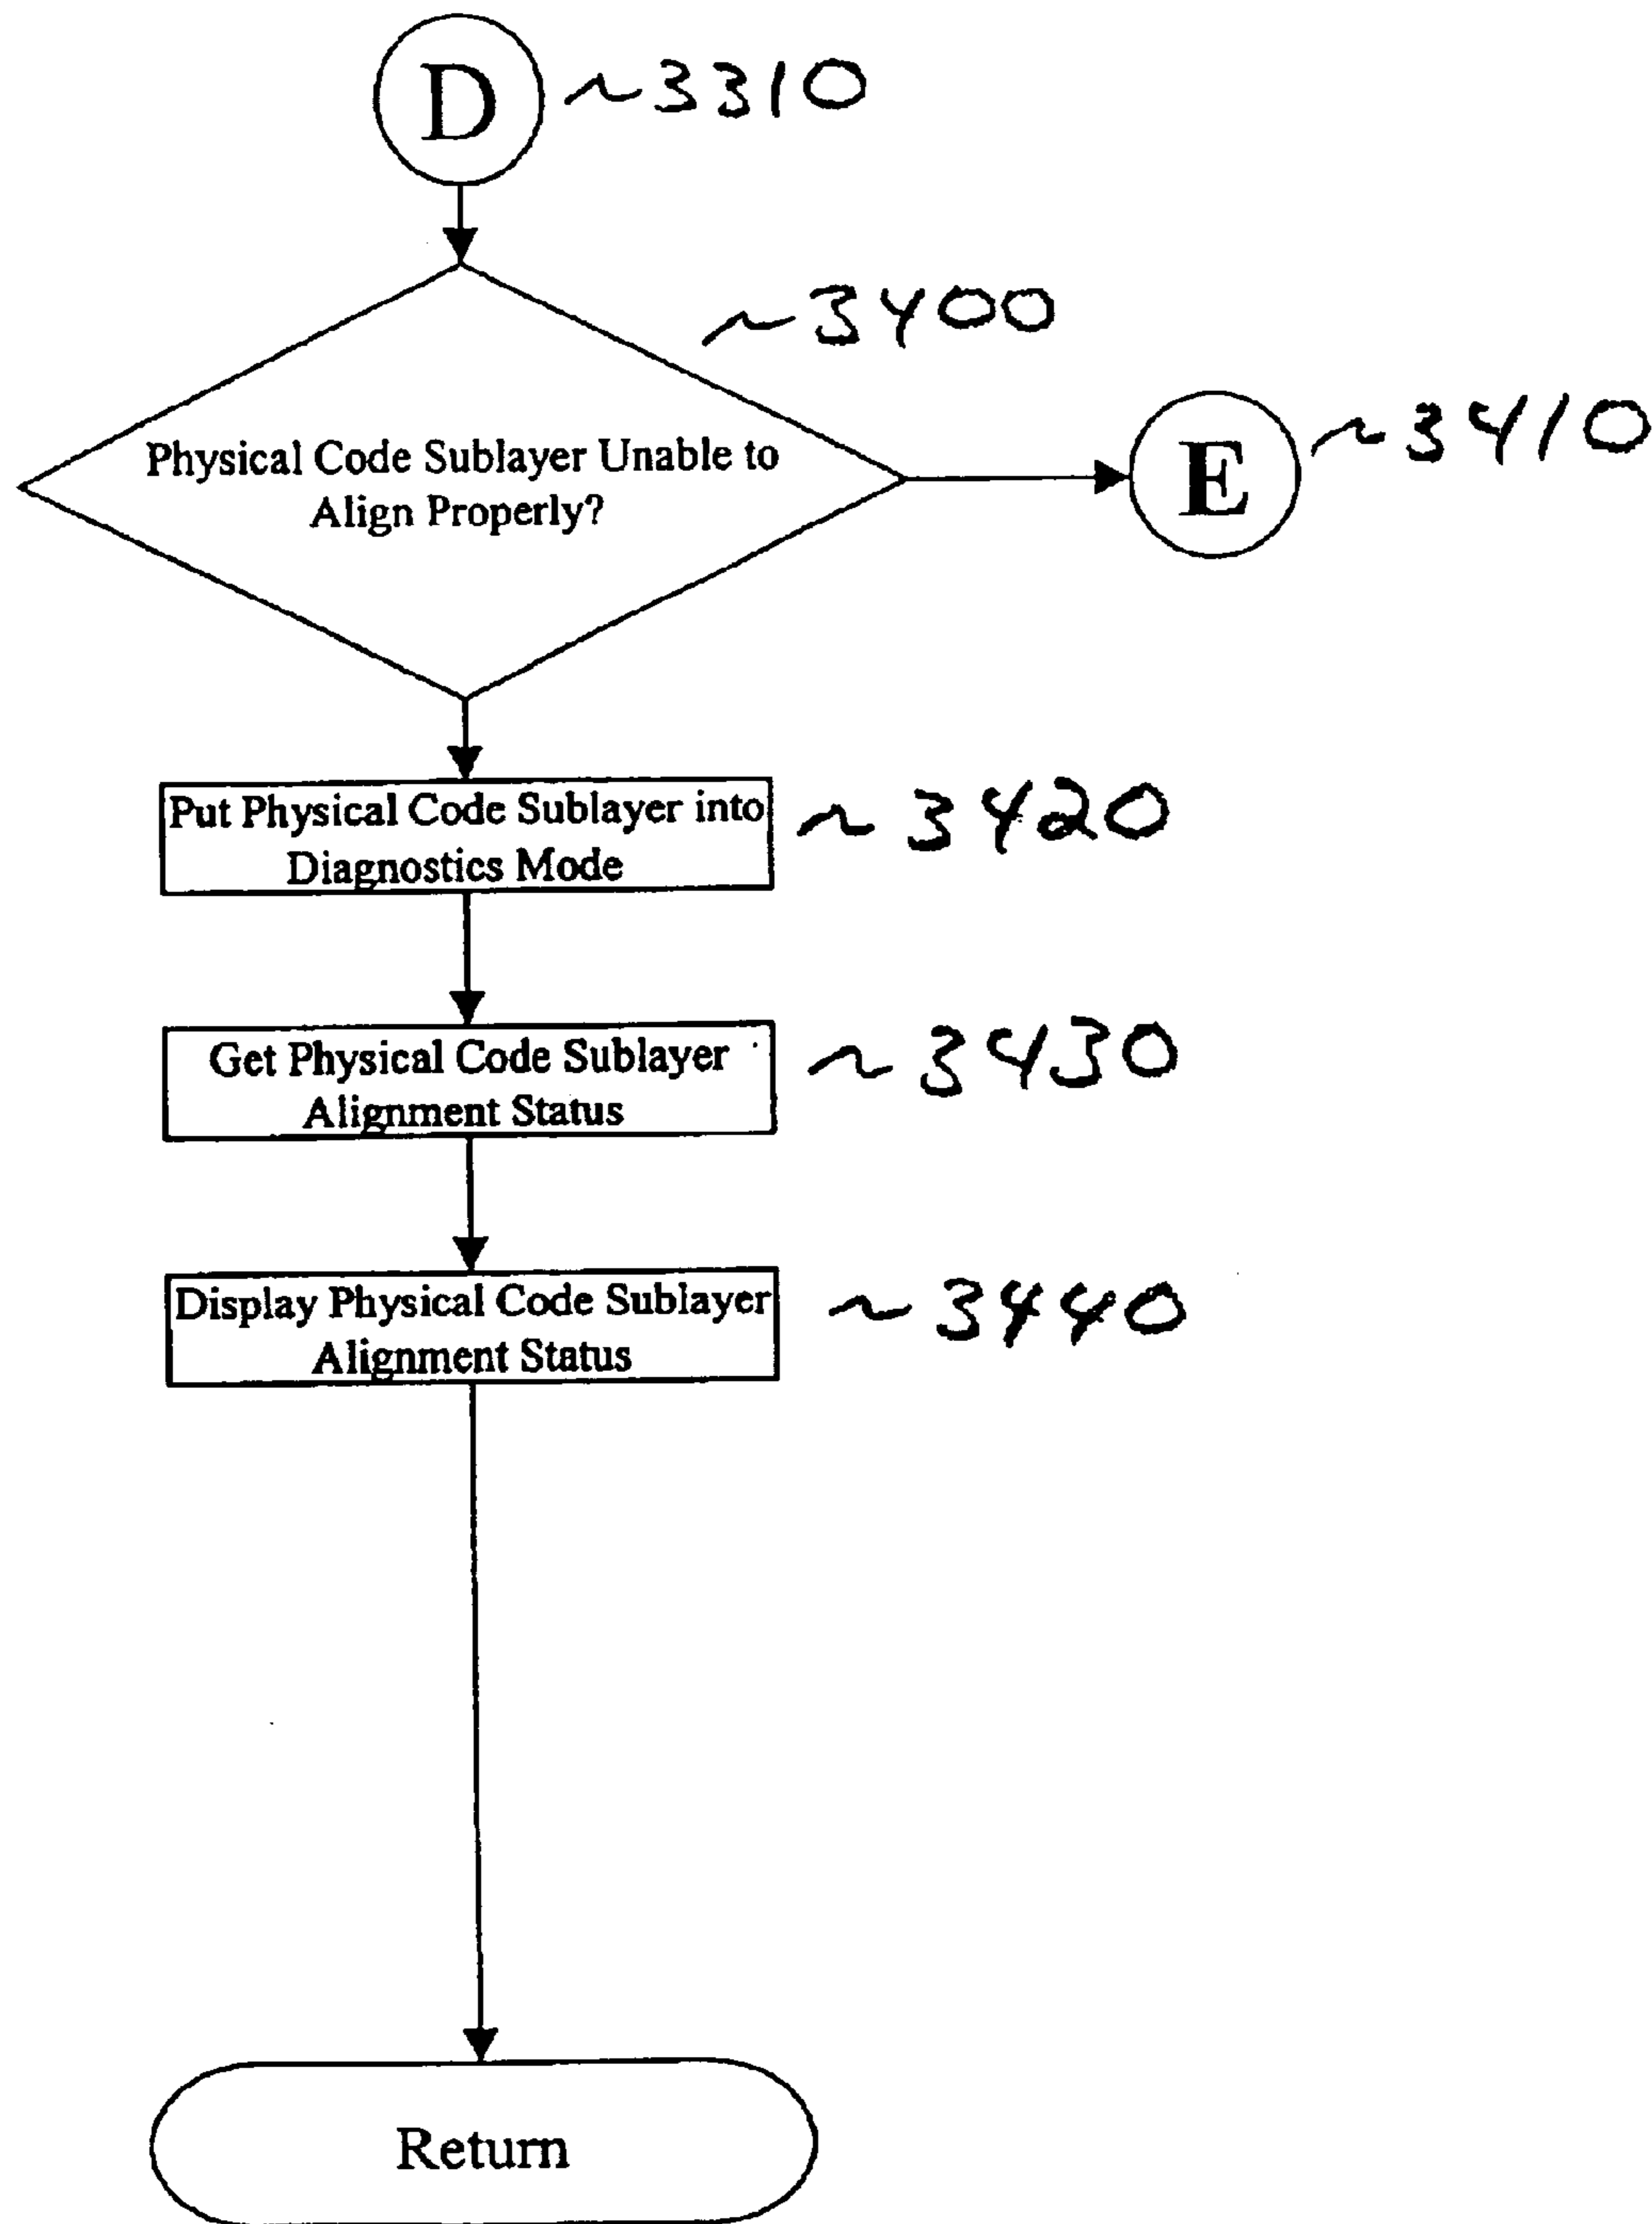 D ~3310
~3400
Physical Code Sublayer Unable to
Align Properly?
E ~3410
Put Physical Code Sublayer into
Diagnostics Mode
~3420
Get Physical Code Sublayer
Alignment Status
~3430
Display Physical Code Sublayer
Alignment Status
~3440
Return